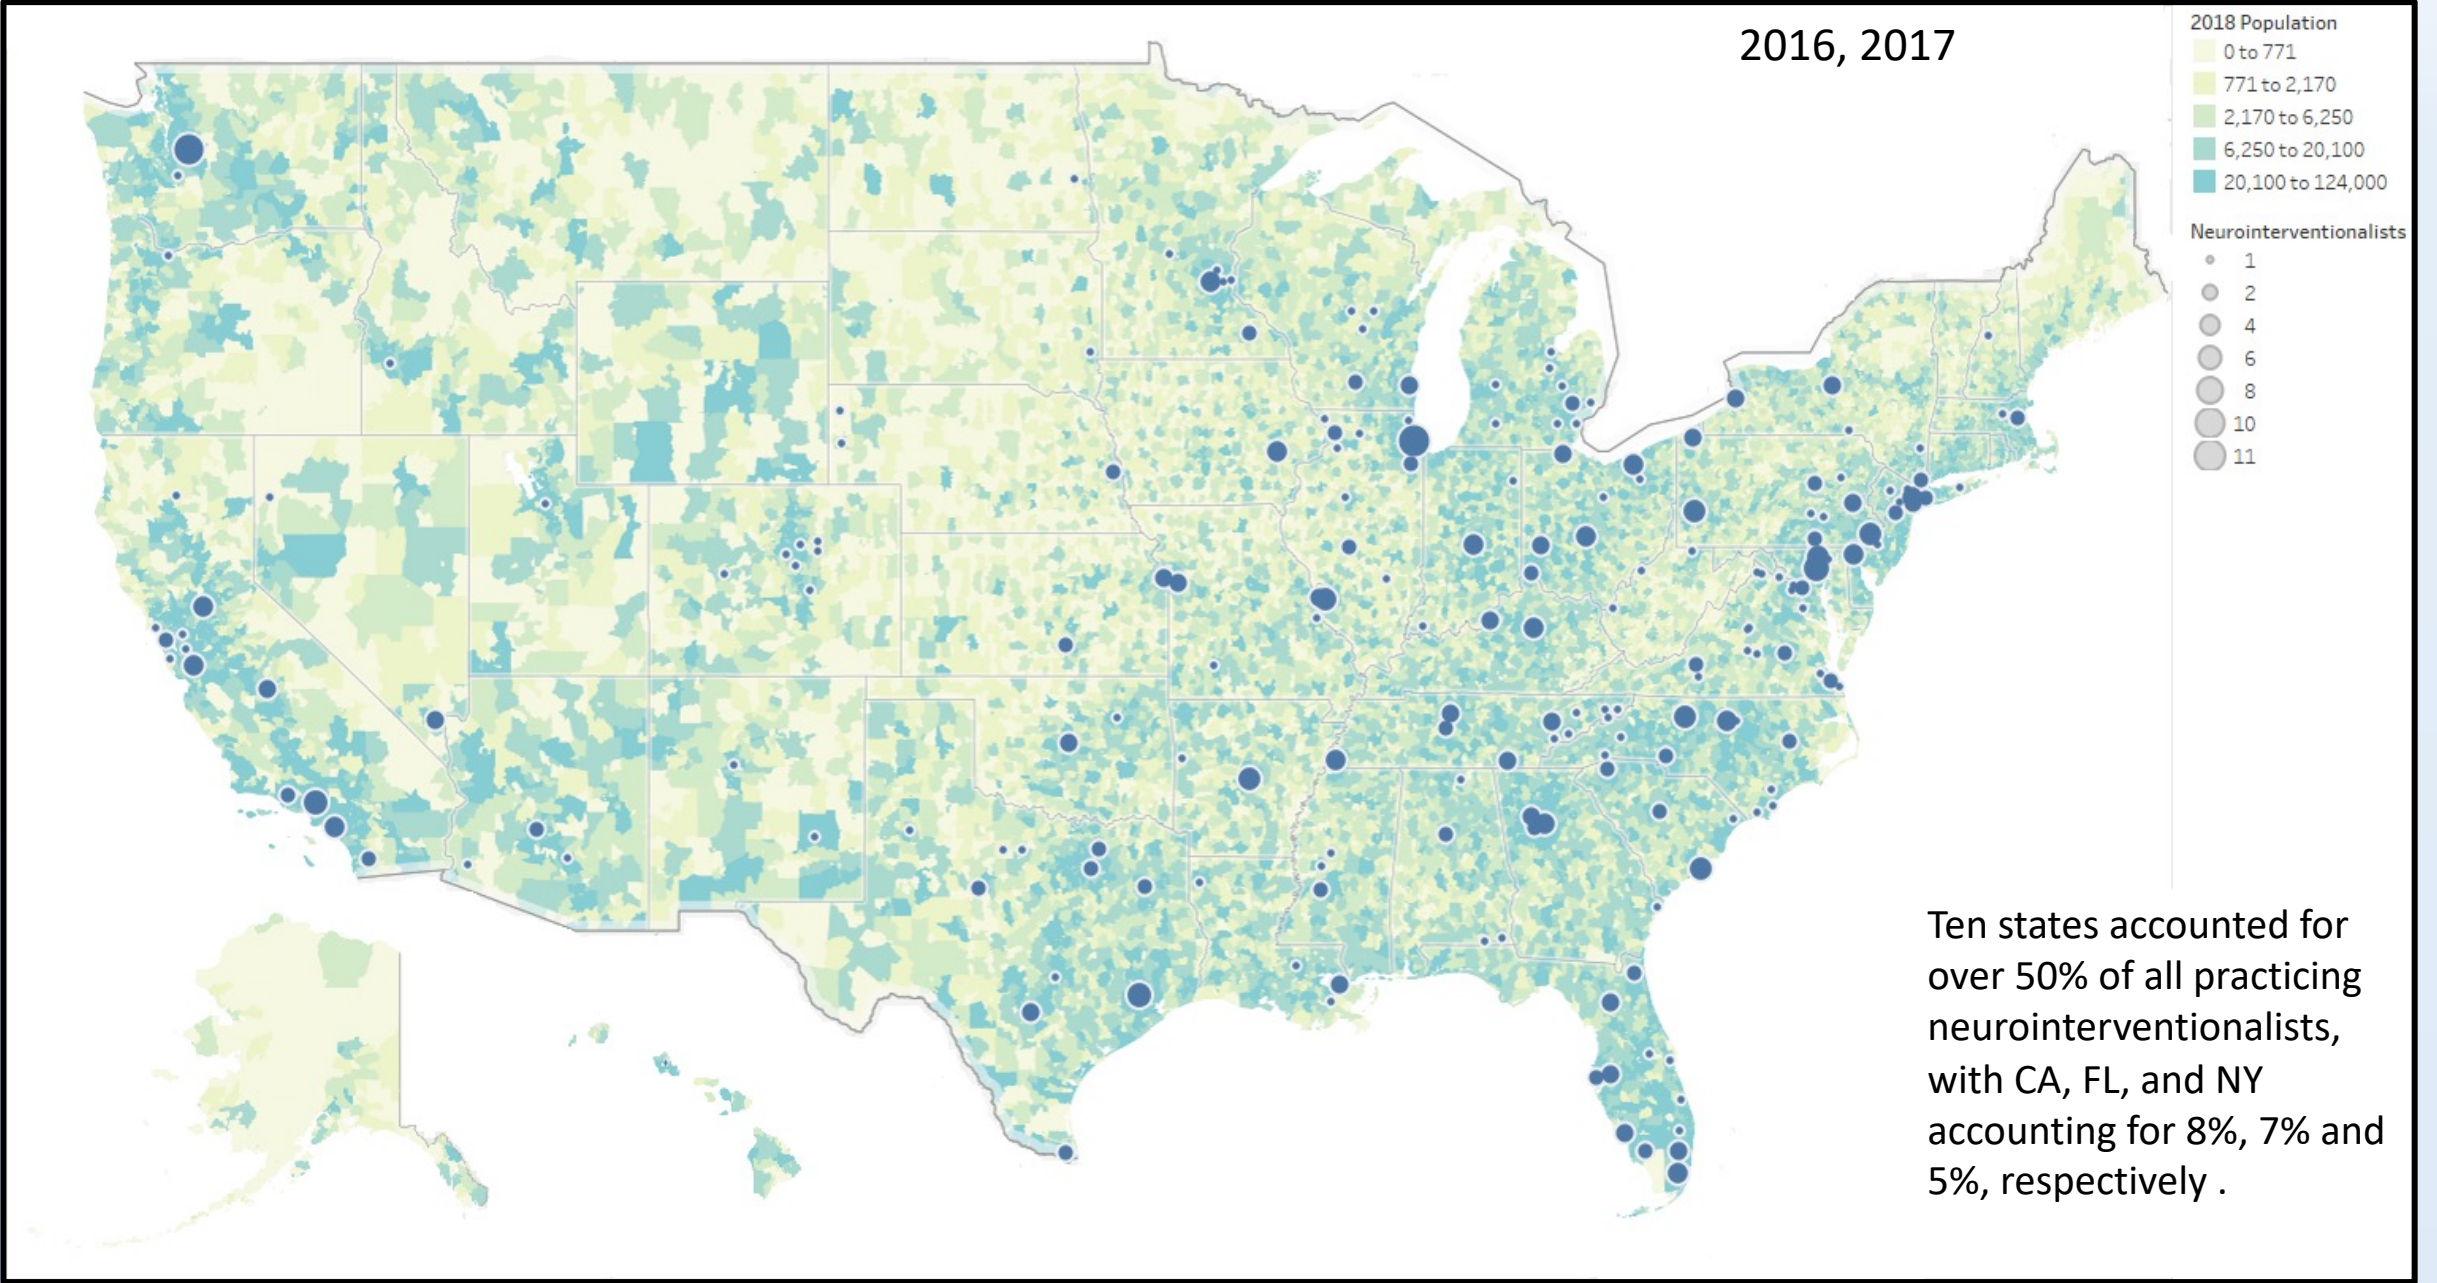 2016, 2017
2018 Population
0 to 771
771 to 2,170
2,170 to 6,250
6,250 to 20,100
20,100 to 124,000
Neurointerventionalists
1
2
4
6
8
10
11
Ten states accounted for
over 50% of all practicing
neurointerventionalists,
with CA, FL, and NY
accounting for 8%, 7% and
5%, respectively .